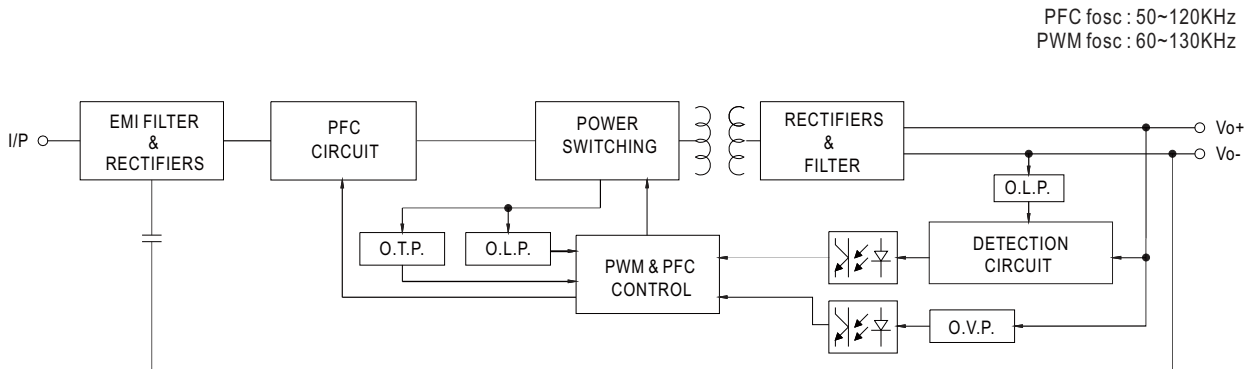 PFC fosc : 50~120KHz
PWM fosc : 60~130KHz
I/P
EMI FILTER
&
RECTIFIERS
PFC
CIRCUIT
POWER
SWITCHING
RECTIFIERS
&
FILTER
Vo+
Vo-
O.L.P.
O.T.P.
O.L.P.
PWM & PFC
CONTROL
DETECTION
CIRCUIT
O.V.P.